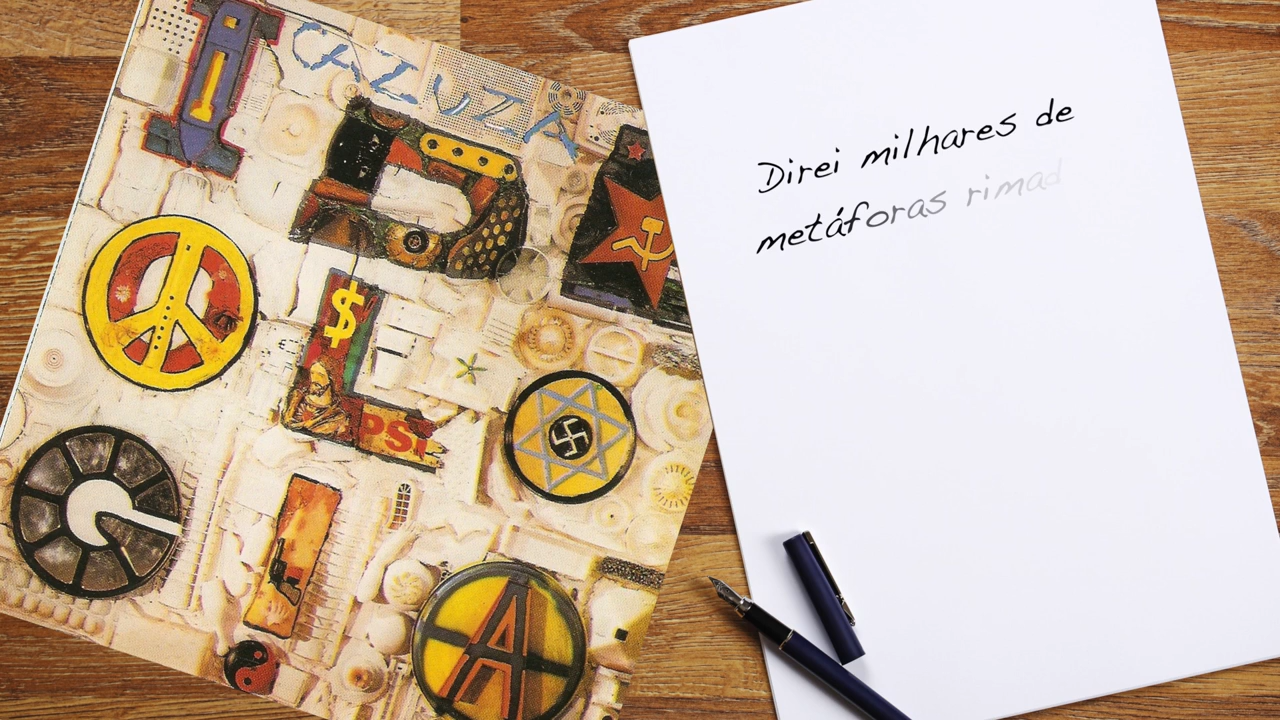 CAZUZA
I D
$
L
PSI
G I A
Direi milhares de
metáforas rimad